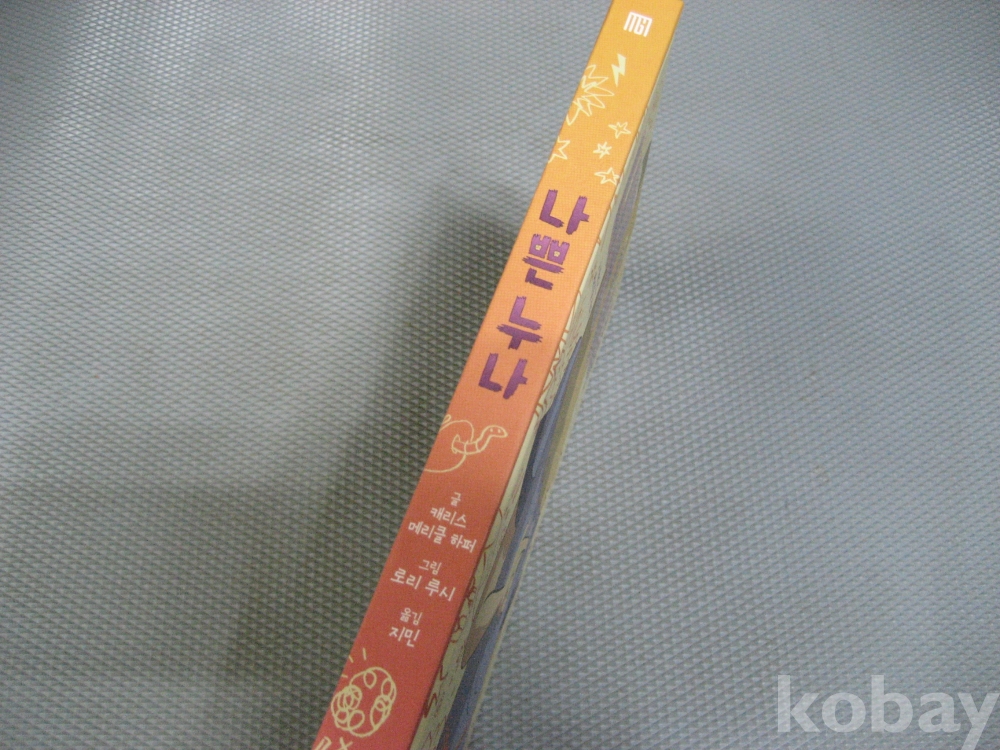 나쁜 누나
글
캐리스
메리클 하퍼
그림
로리 루시
옮김
지민
kobay